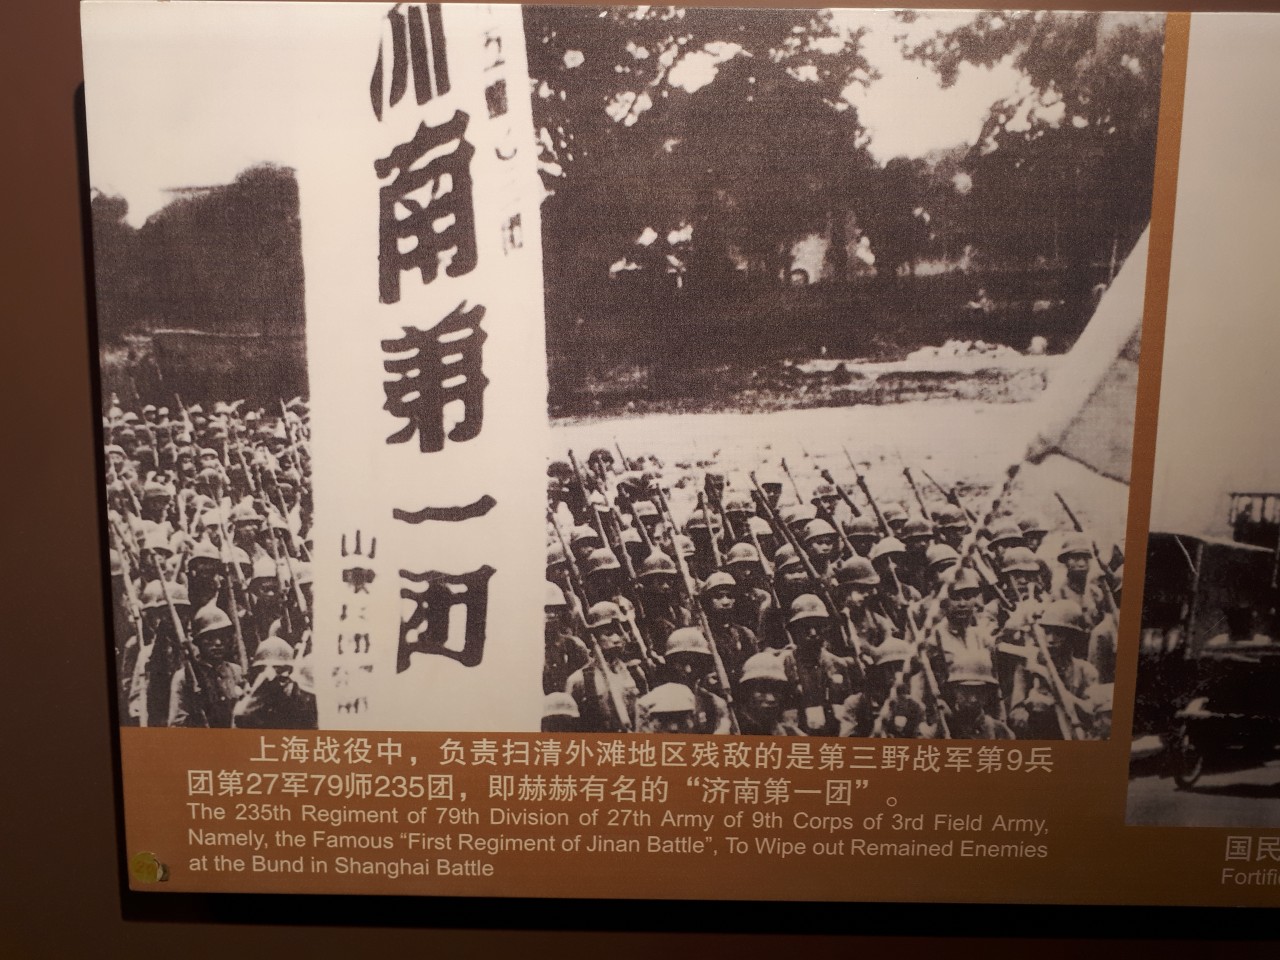 南第一团
上海战役中，负责扫清外滩地区残敌的是第三野战军第9兵
团第27军79师235团，即赫赫有名的“济南第一团”。
The 235th Regiment of 79th Division of 27th Army of 9th Corps of 3rd Field Army,
Namely, the Famous “First Regiment of Jinan Battle”, To Wipe out Remained Enemies
at the Bund in Shanghai Battle
国民
Fortifi